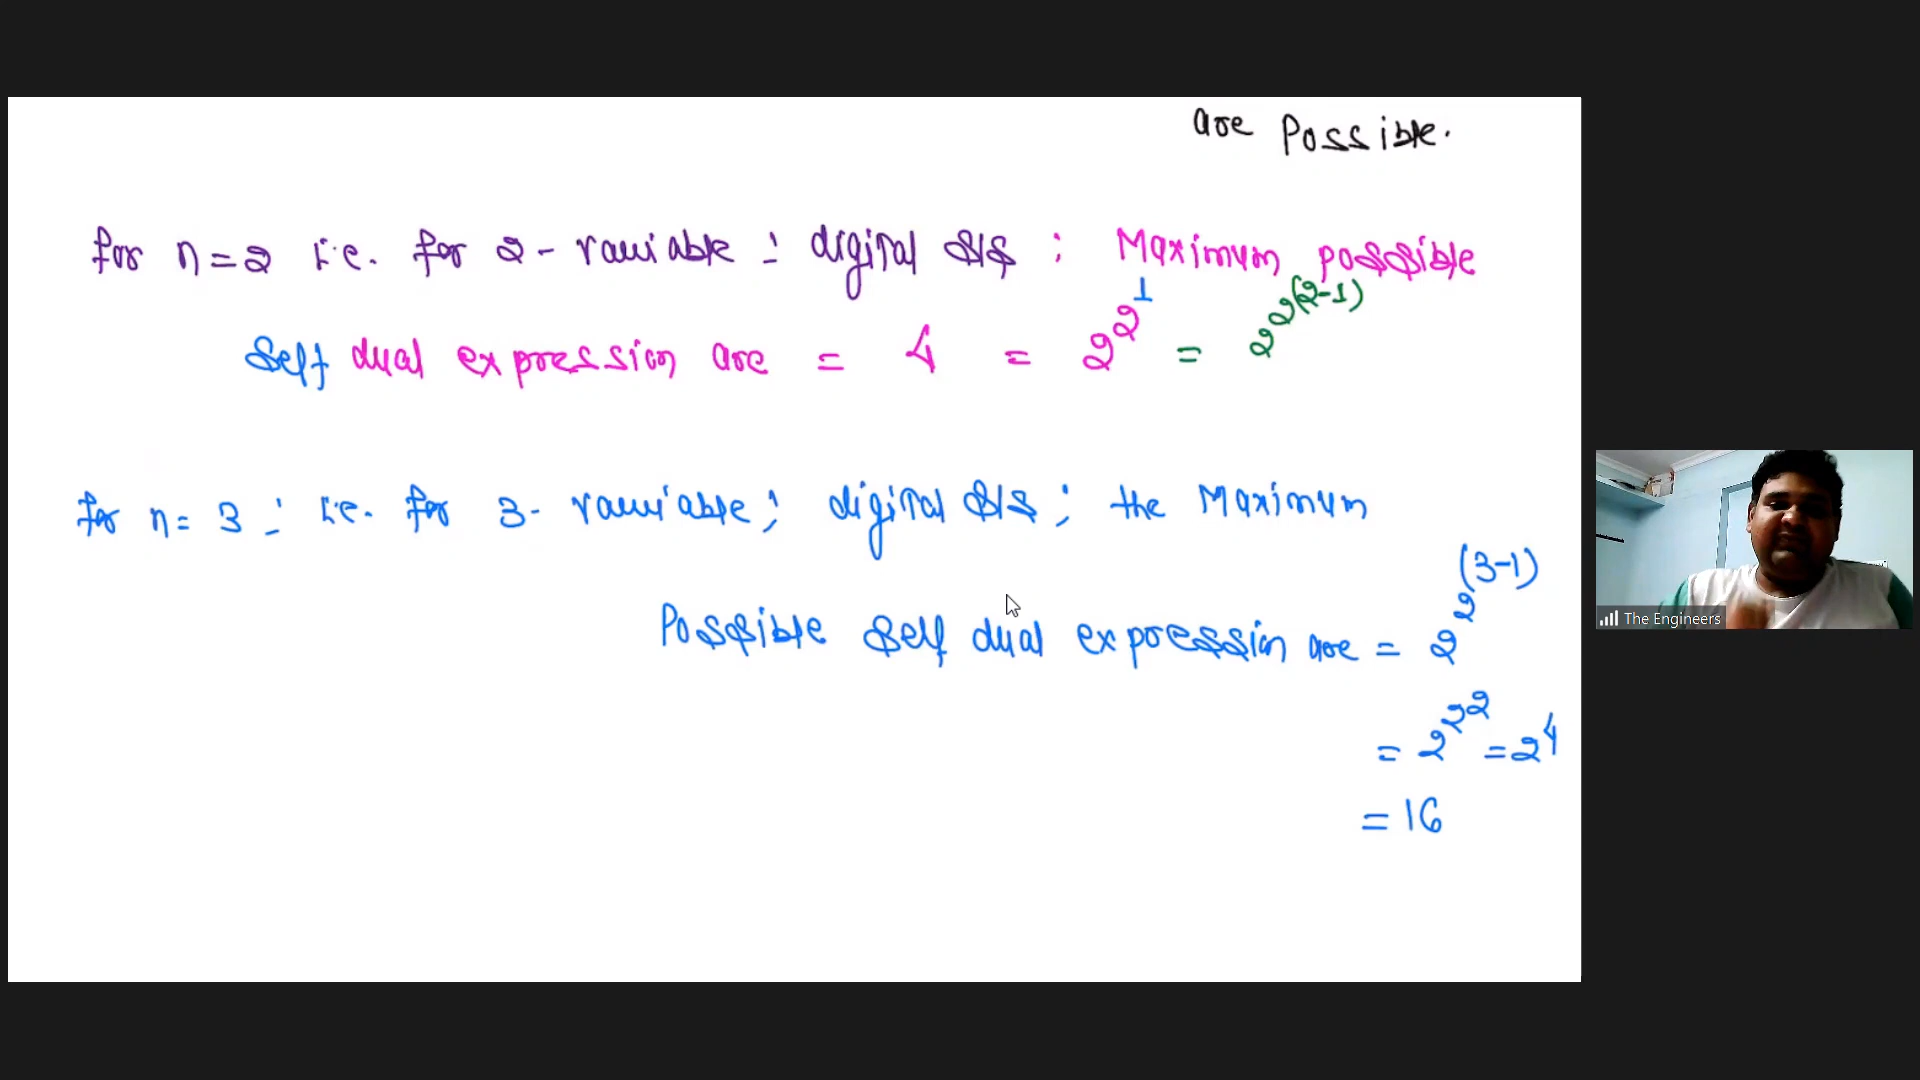 are Possible.
for n=2 i.e. for 2-variable : digital S/S : Maximum possible
Self dual expression are = 4 = 2^2^1 = 2^2^(2-1)
for n=3 : i.e. for 3-variable; digital S/S : the Maximum
Possible Self dual expression are = 2^2^(3-1)
= 2^2^2 = 2^4
= 16
The Engineers